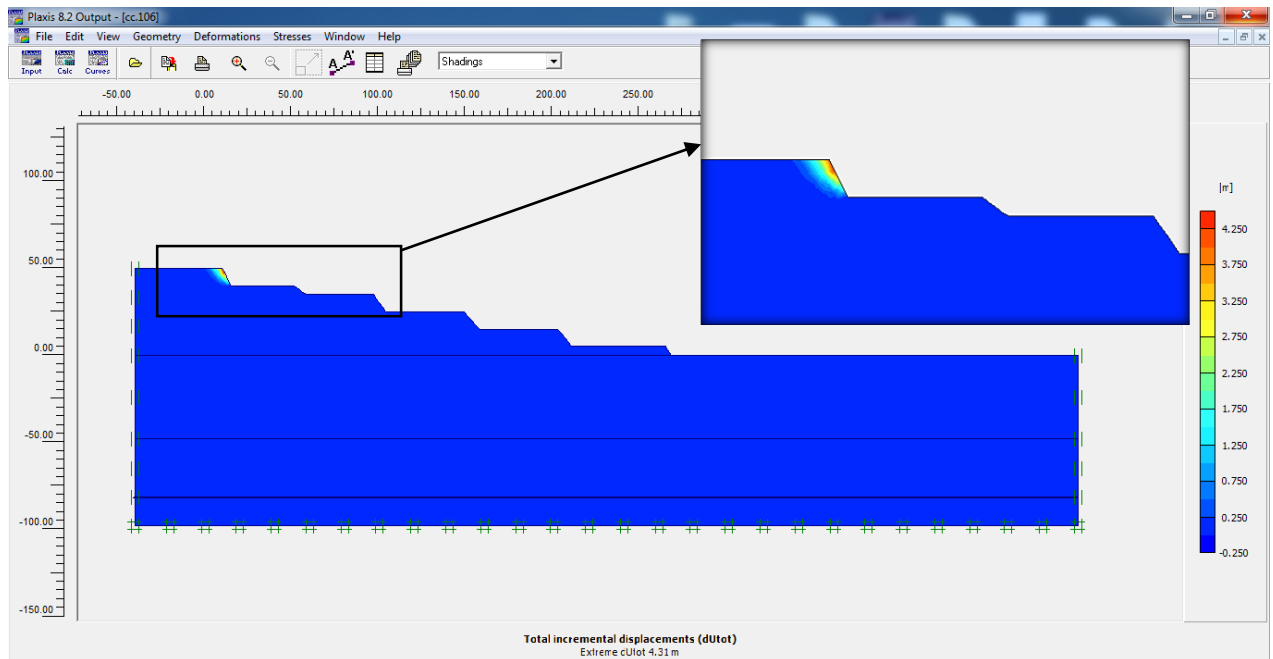 Plaxis 8.2 Output - [cc.106]
File Edit View Geometry Deformations Stresses Window Help
Input Calc Curves A A' Shadings
-50.00 0.00 50.00 100.00 150.00 200.00 250.00
100.00
50.00
0.00
-50.00
-100.00
-150.00
[m]
4.250
3.750
3.250
2.750
2.250
1.750
1.250
0.750
0.250
-0.250
Total incremental displacements (dUtot)
Extreme dUtot 4.31 m